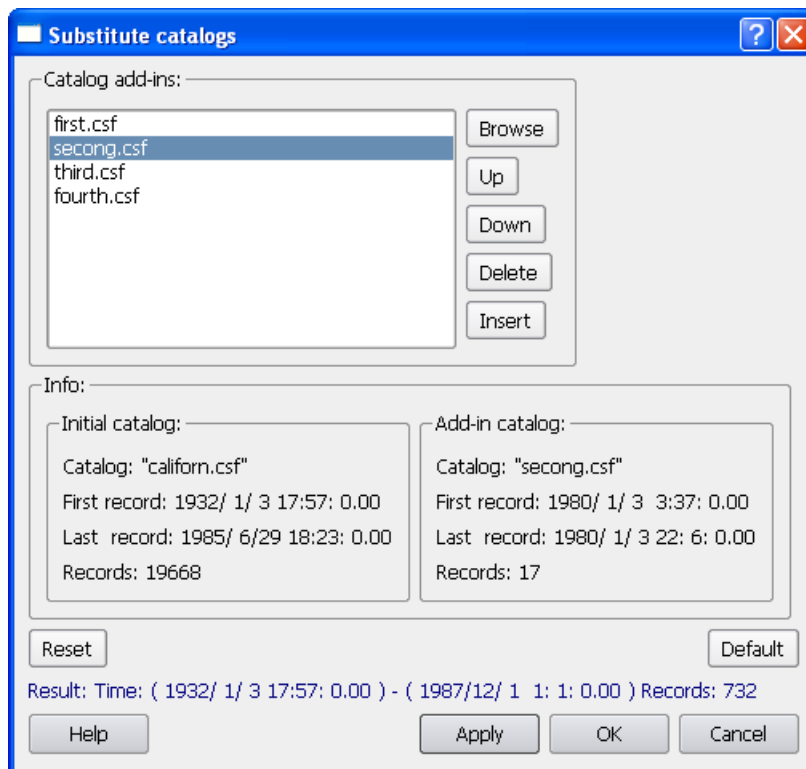 Substitute catalogs
Catalog add-ins:
first.csf
secong.csf
third.csf
fourth.csf
Browse
Up
Down
Delete
Insert
Info:
Initial catalog:
Catalog: "californ.csf"
First record: 1932/ 1/ 3 17:57: 0.00
Last  record: 1985/ 6/29 18:23: 0.00
Records: 19668
Add-in catalog:
Catalog: "secong.csf"
First record: 1980/ 1/ 3  3:37: 0.00
Last  record: 1980/ 1/ 3 22: 6: 0.00
Records: 17
Reset
Default
Result: Time: ( 1932/ 1/ 3 17:57: 0.00 ) - ( 1987/12/ 1  1: 1: 0.00 ) Records: 732
Help
Apply
OK
Cancel